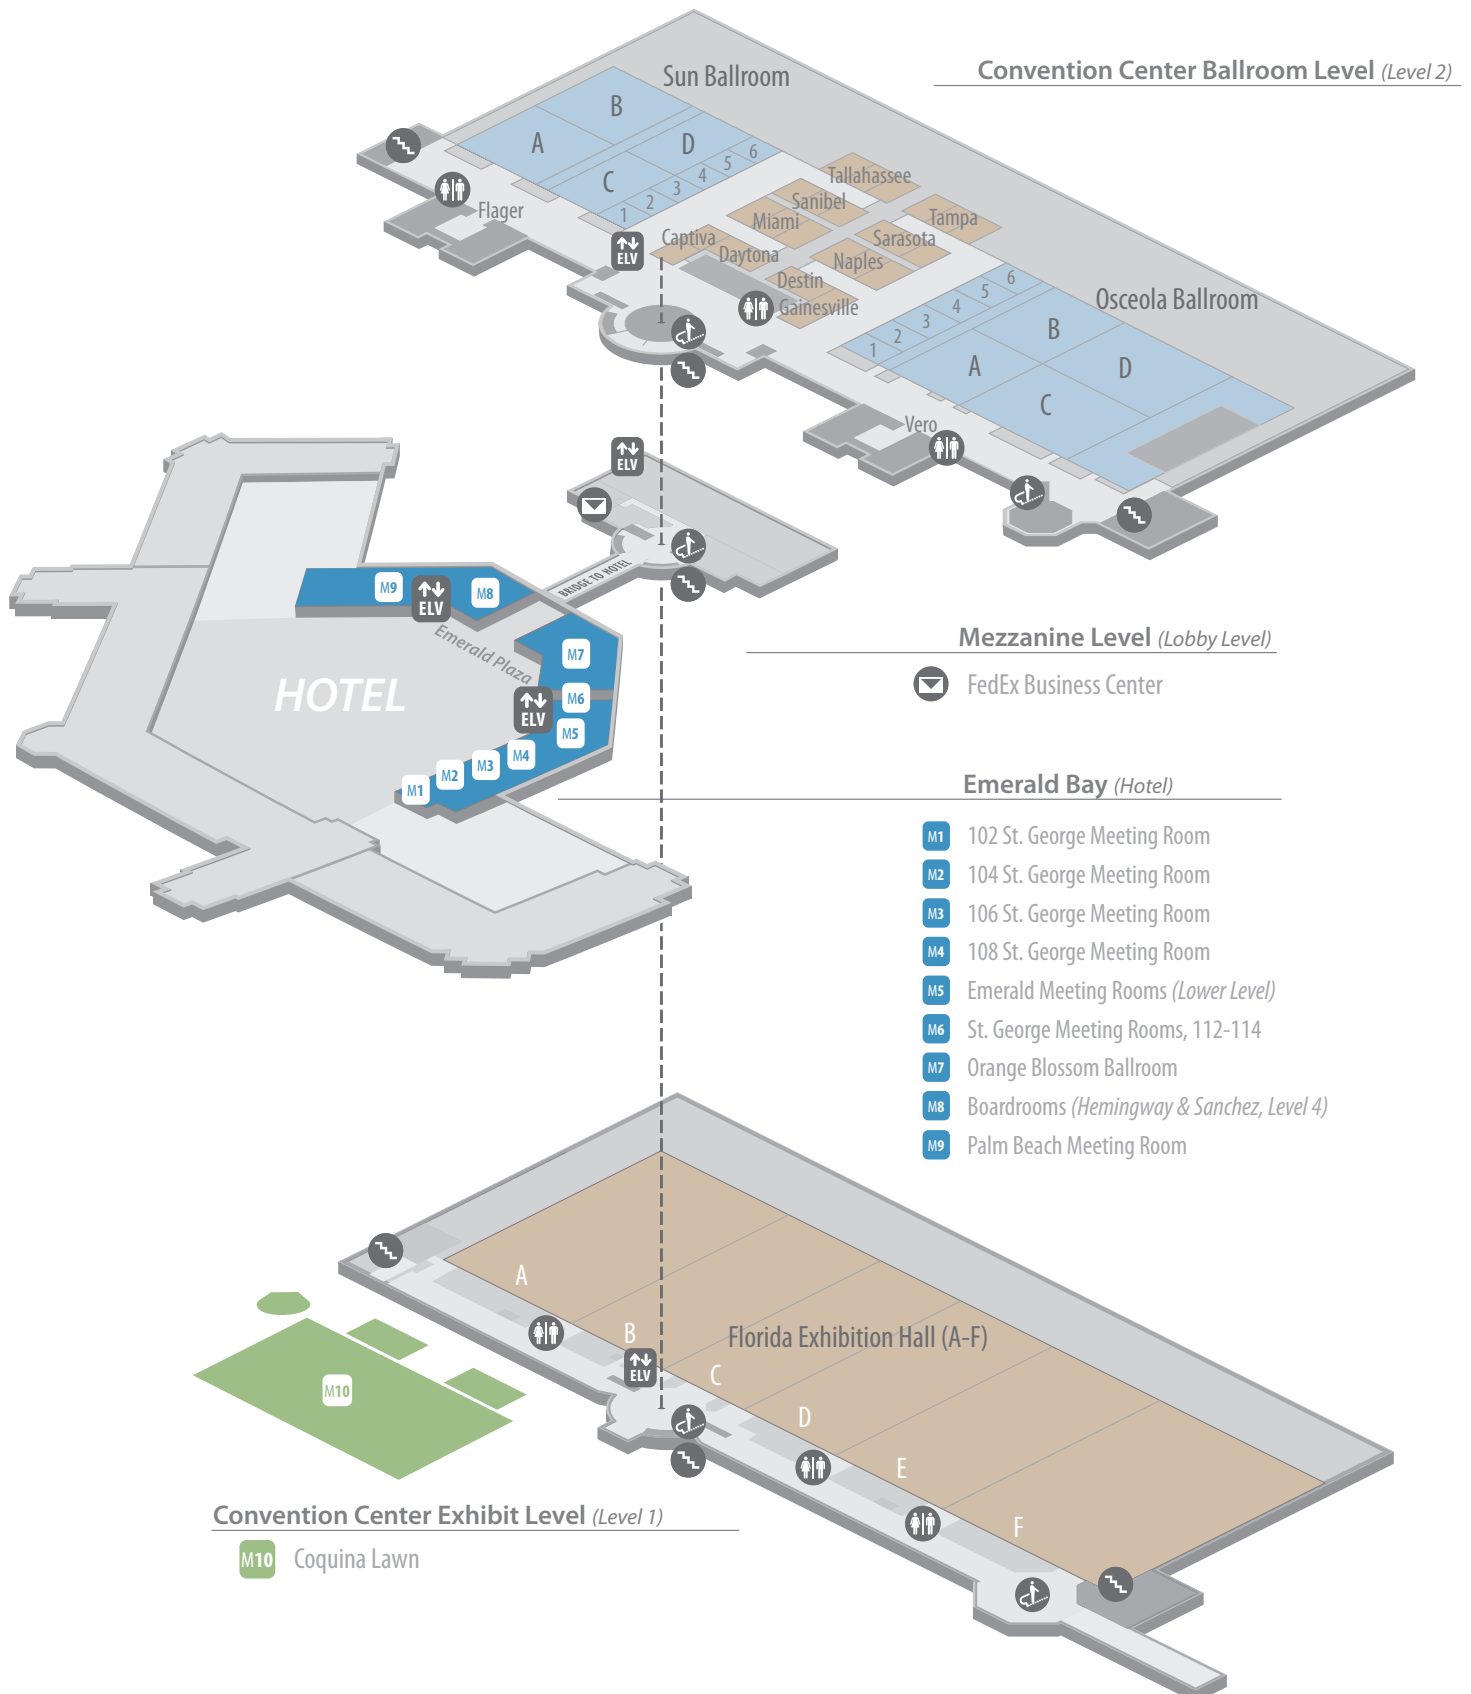 Convention Center Ballroom Level (Level 2)
Sun Ballroom
B
A
D
C
6
5
4
3
2
1
Flager
ELV
Tallahassee
Sanibel
Miami
Tampa
Sarasota
Captiva
Daytona
Naples
Destin
Gainesville
Osceola Ballroom
6
5
4
3
2
1
B
A
D
C
Vero
ELV
BRIDGE TO HOTEL
M9
ELV
M8
Emerald Plaza
M7
HOTEL
M6
ELV
M5
M4
M3
M2
M1
Mezzanine Level (Lobby Level)
FedEx Business Center
Emerald Bay (Hotel)
M1 102 St. George Meeting Room
M2 104 St. George Meeting Room
M3 106 St. George Meeting Room
M4 108 St. George Meeting Room
M5 Emerald Meeting Rooms (Lower Level)
M6 St. George Meeting Rooms, 112-114
M7 Orange Blossom Ballroom
M8 Boardrooms (Hemingway & Sanchez, Level 4)
M9 Palm Beach Meeting Room
A
B
Florida Exhibition Hall (A-F)
ELV
C
D
E
F
M10
Convention Center Exhibit Level (Level 1)
M10 Coquina Lawn